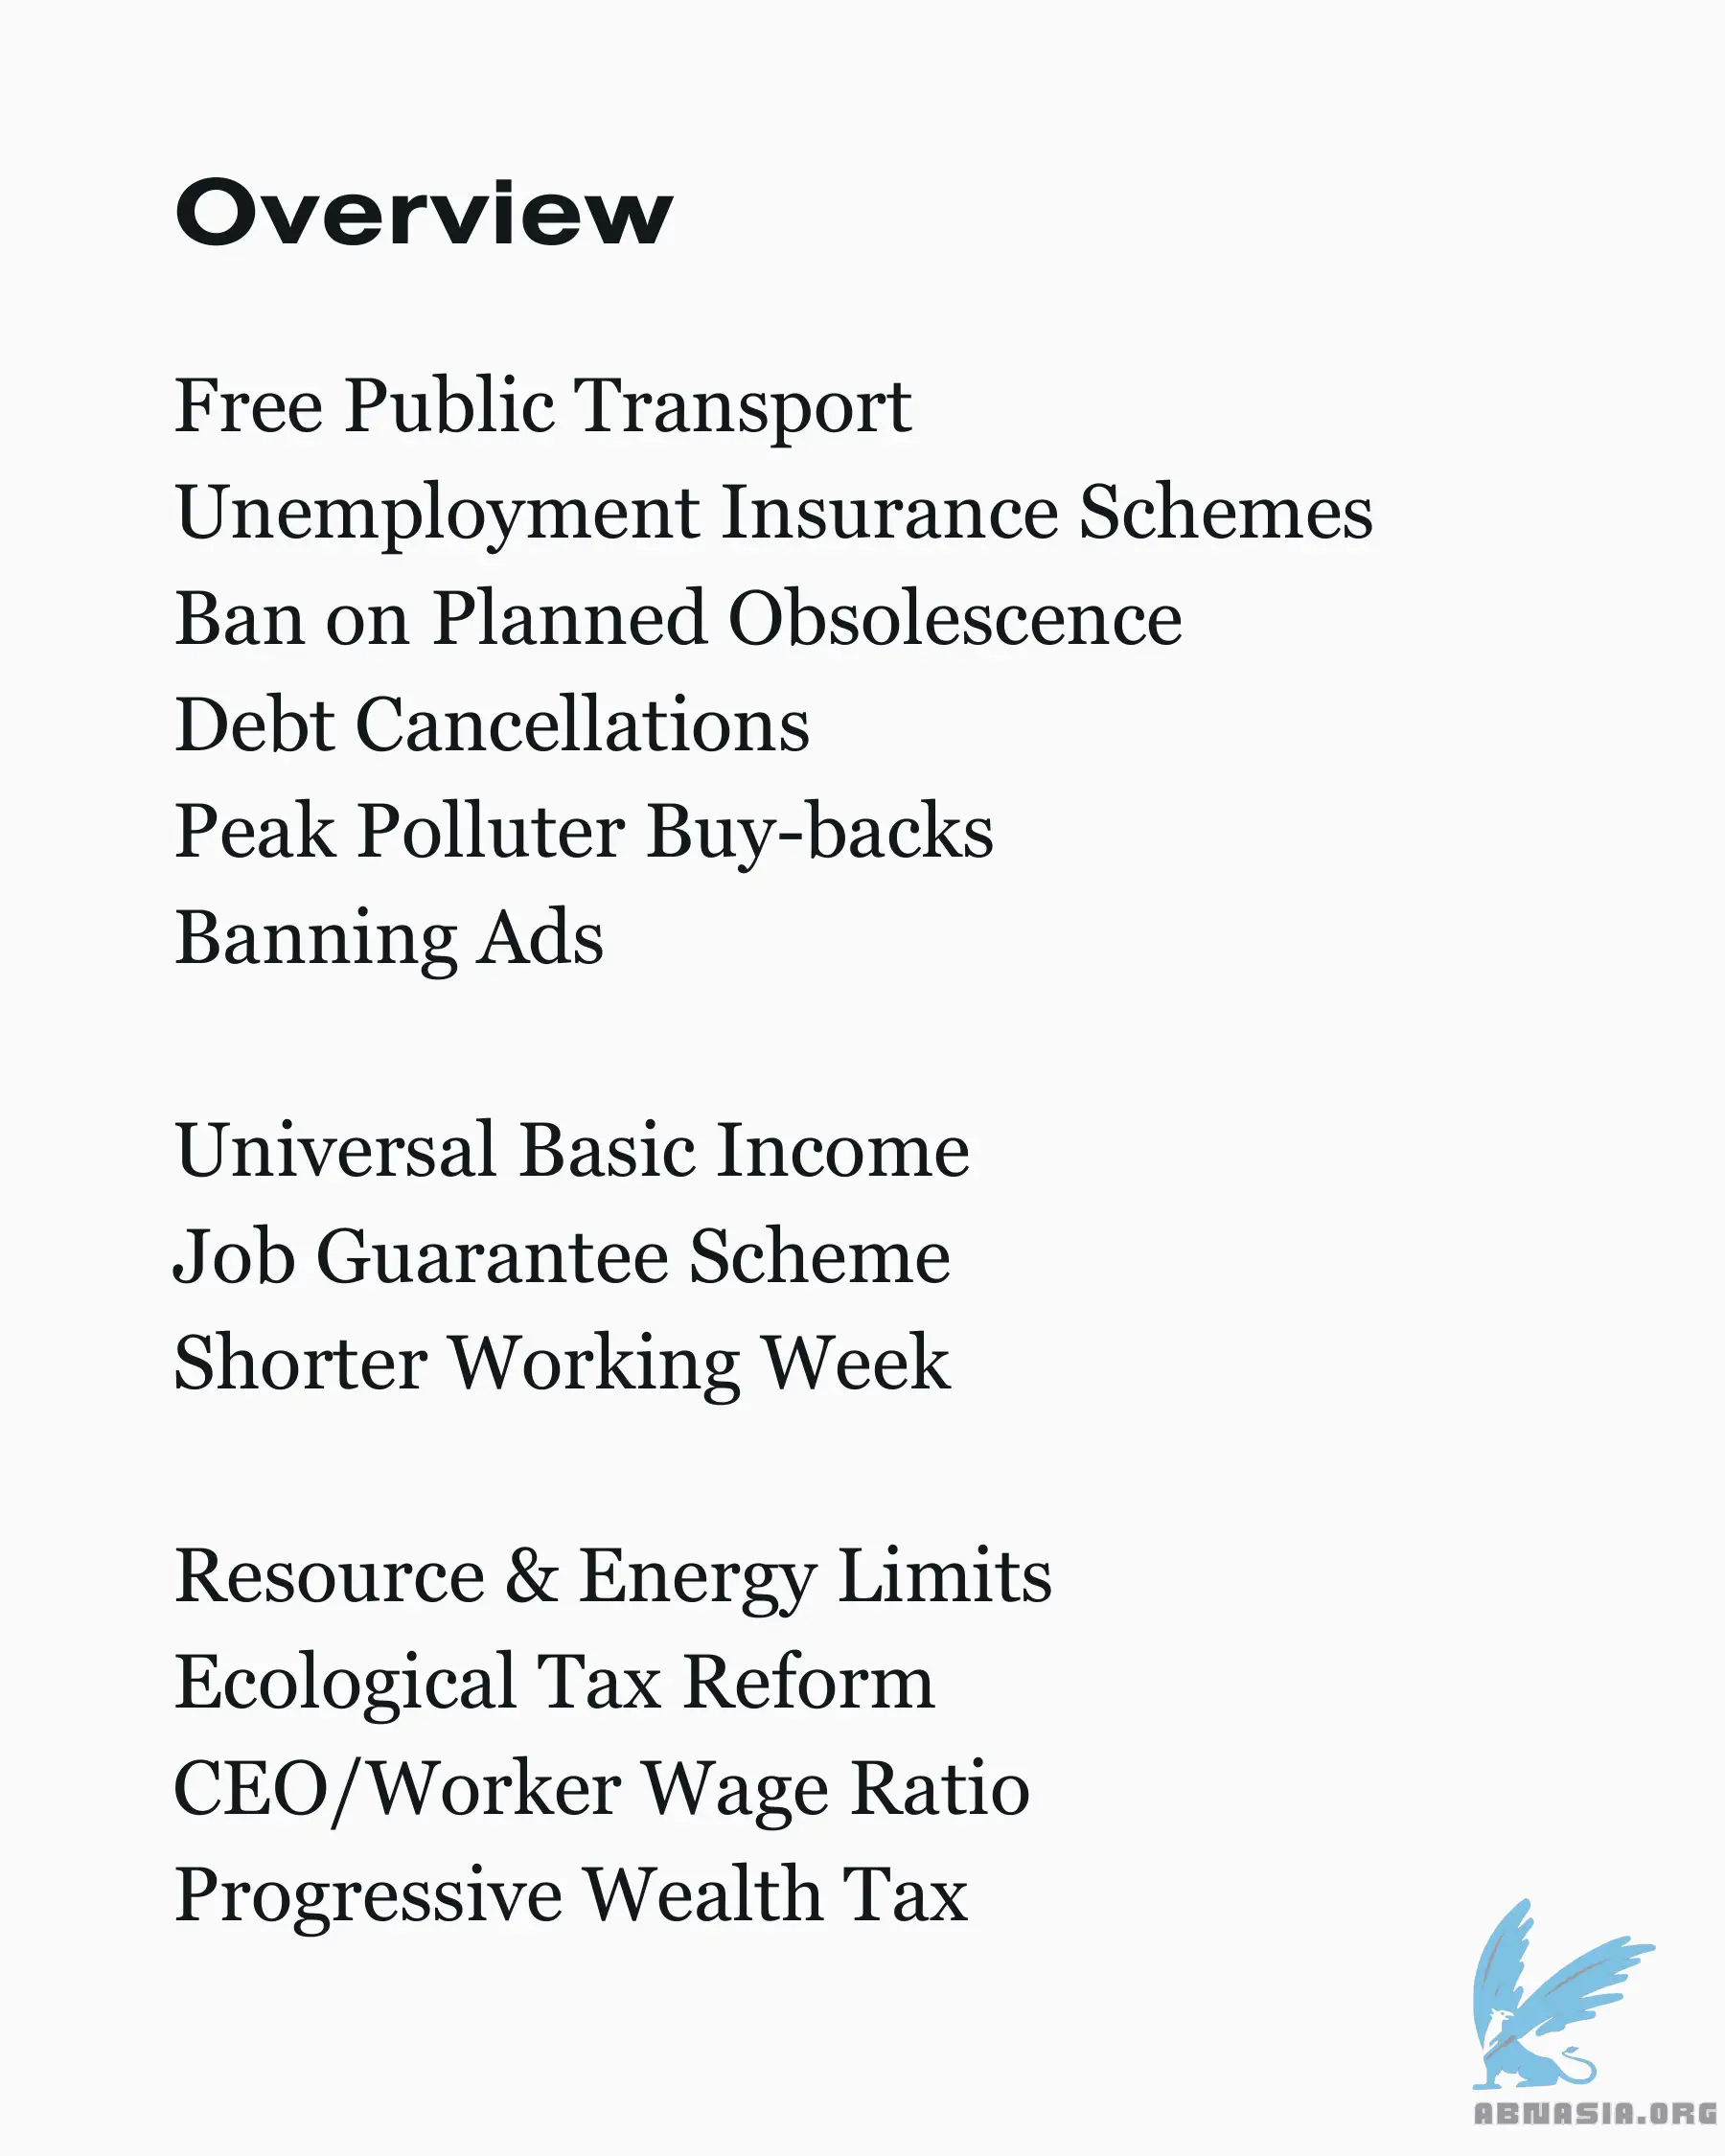 Overview
Free Public Transport
Unemployment Insurance Schemes
Ban on Planned Obsolescence
Debt Cancellations
Peak Polluter Buy-backs
Banning Ads
Universal Basic Income
Job Guarantee Scheme
Shorter Working Week
Resource & Energy Limits
Ecological Tax Reform
CEO/Worker Wage Ratio
Progressive Wealth Tax
ABNASIA.ORG